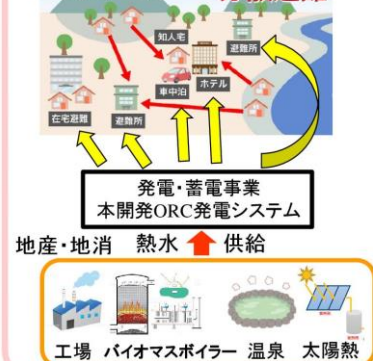 知人宅
避難所
車中泊
ホテル
在宅避難
避難所
発電・蓄電事業
本開発ORC発電システム
地産・地消 熱水 供給
工場 バイオマスボイラー 温泉 太陽熱